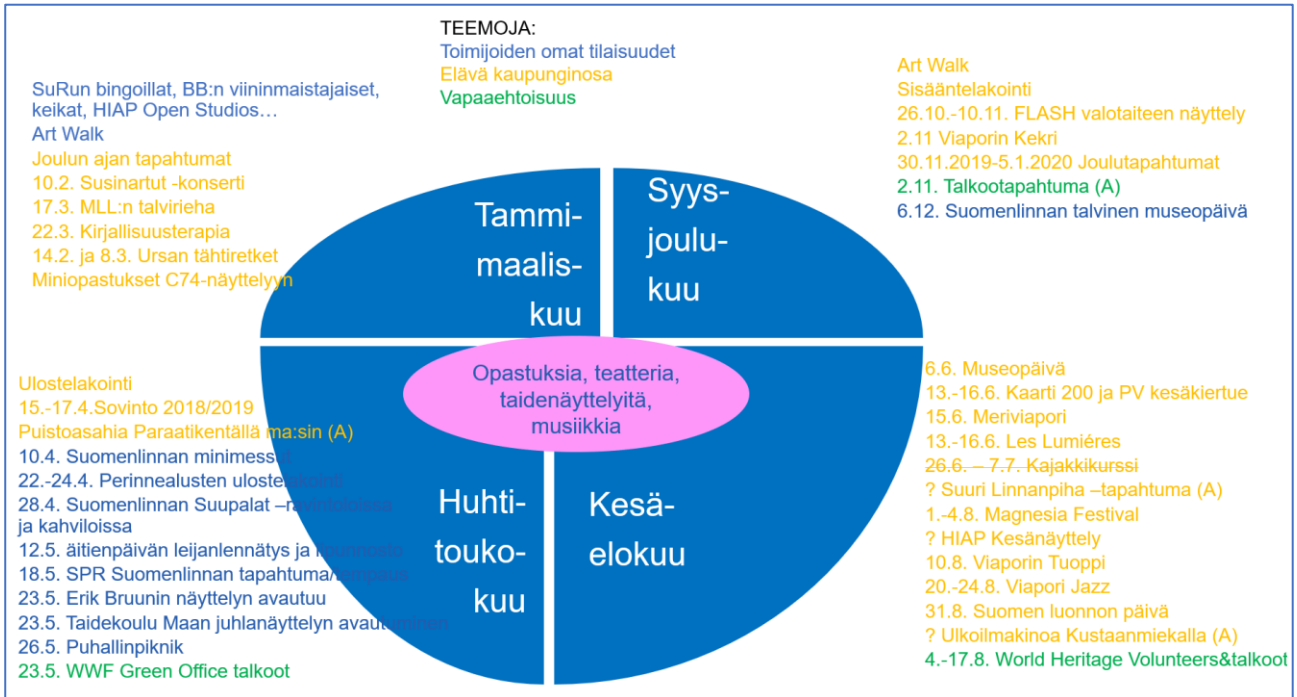 TEEMOJA:
Toimijoiden omat tilaisuudet
Elävä kaupunginosa
Vapaaehtoisuus
SuRun bingoillat, BB:n viininmaistajaiset,
keikat, HIAP Open Studios…
Art Walk
Joulun ajan tapahtumat
10.2. Susinartut -konserti
17.3. MLL:n talvirieha
22.3. Kirjallisuusterapia
14.2. ja 8.3. Ursan tähtiretket
Miniopastukset C74-näyttelyyn
Art Walk
Sisääntelakointi
26.10.-10.11. FLASH valotaiteen näyttely
2.11 Viaporin Kekri
30.11.2019-5.1.2020 Joulutapahtumat
2.11. Talkootapahtuma (A)
6.12. Suomenlinnan talvinen museopäivä
Tammi-
maalis-
kuu
Syys-
joulu-
kuu
Opastuksia, teatteria,
taidenäyttelyitä,
musiikkia
Huhti-
touko-
kuu
Kesä-
elokuu
Ulostelakointi
15.-17.4.Sovinto 2018/2019
Puistoasahia Paraatikentällä ma:sin (A)
10.4. Suomenlinnan minimessut
22.-24.4. Perinnealusten ulostelakointi
28.4. Suomenlinnan Suupalat –ravintoloissa
ja kahviloissa
12.5. äitienpäivän leijanlennätys ja
18.5. SPR Suomenlinnan tapahtuma/tempaus
23.5. Erik Bruunin näyttelyn avautuu
23.5. Taidekoulu Maan juhlanäyttelyn avautuminen
26.5. Puhallinpiknik
23.5. WWF Green Office talkoot
6.6. Museopäivä
13.-16.6. Kaarti 200 ja PV kesäkiertue
15.6. Meriviapori
13.-16.6. Les Lumiéres
26.6. – 7.7. Kajakkikurssi
? Suuri Linnanpiha –tapahtuma (A)
1.-4.8. Magnesia Festival
? HIAP Kesänäyttely
10.8. Viaporin Tuoppi
20.-24.8. Viapori Jazz
31.8. Suomen luonnon päivä
? Ulkoilmakinoa Kustaanmiekalla (A)
4.-17.8. World Heritage Volunteers&talkoot